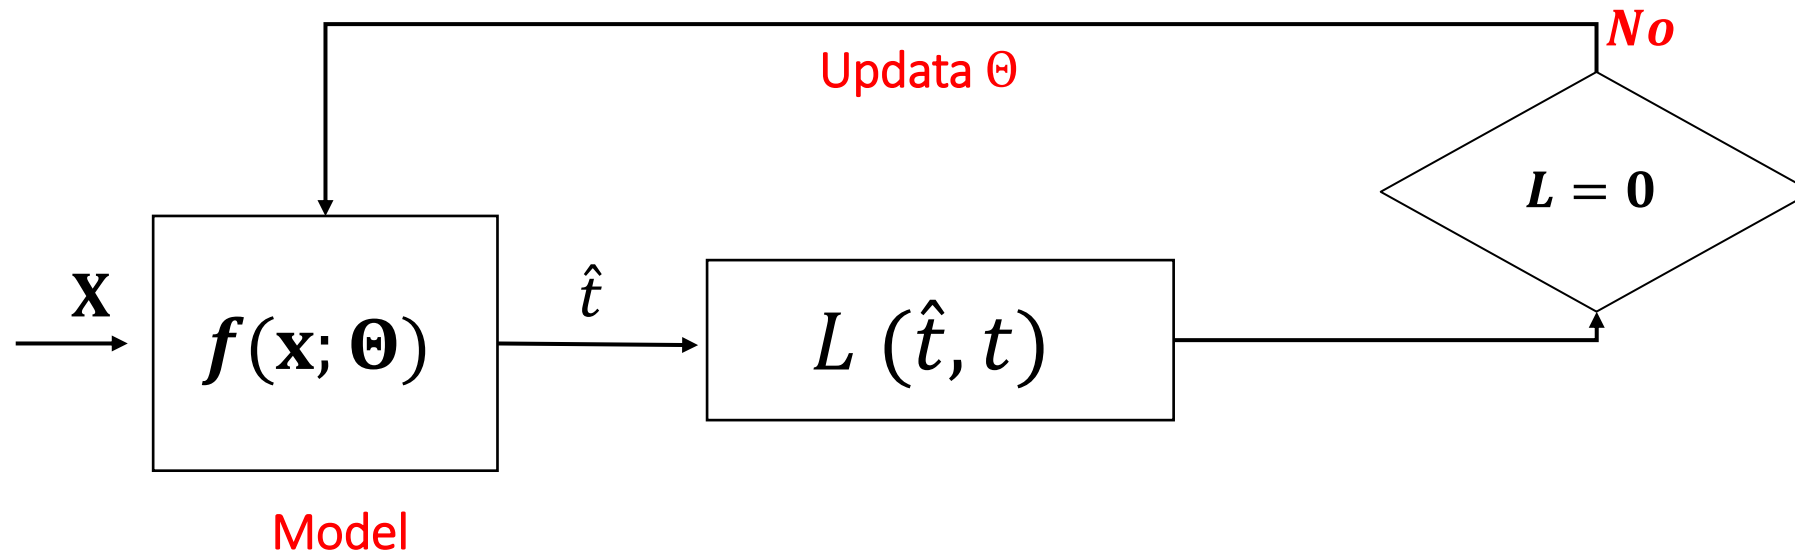 No
Updata Θ
L = 0
X
f(x; Θ)
t̂
L (t̂, t)
Model